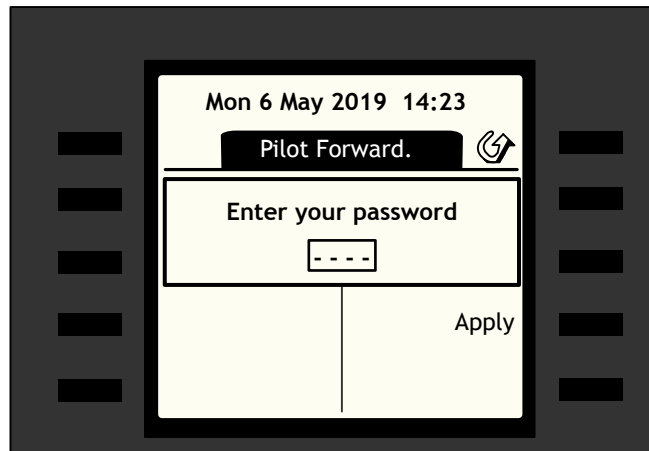 Mon 6 May 2019 14:23
Pilot Forward.
Enter your password
- - - -
Apply